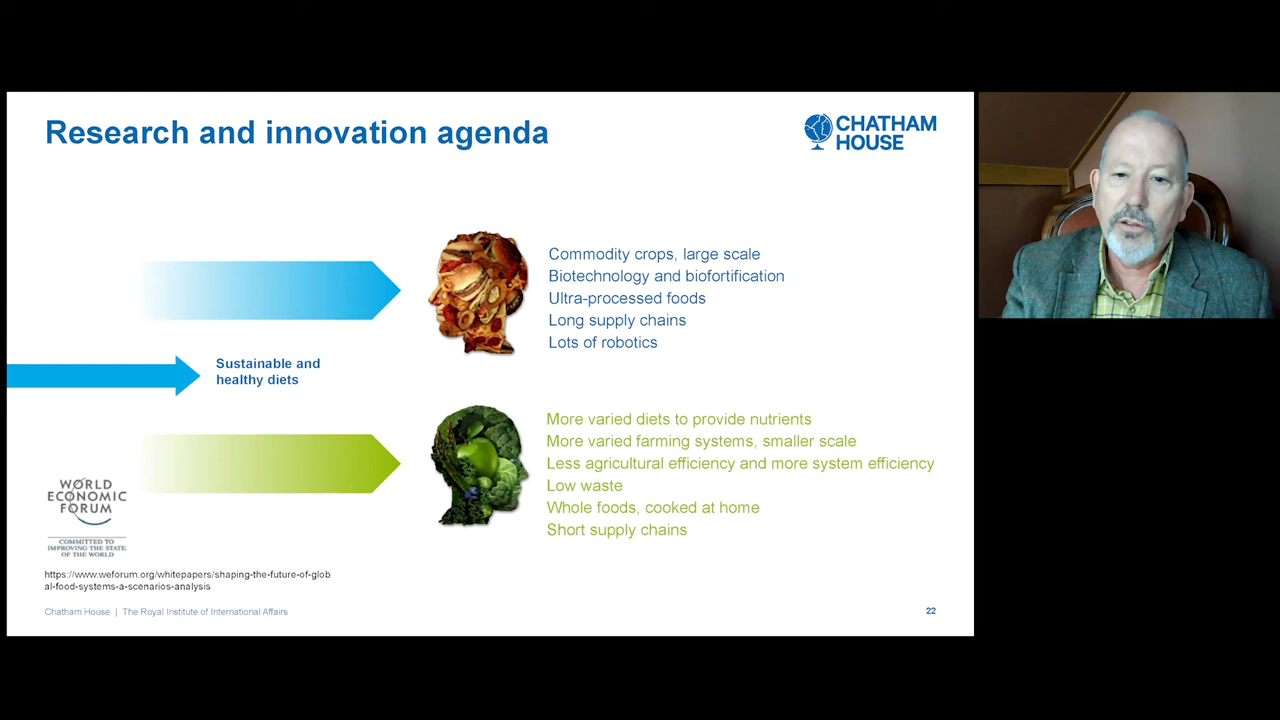 Research and innovation agenda
CHATHAM
HOUSE
Commodity crops, large scale
Biotechnology and biofortification
Ultra-processed foods
Long supply chains
Lots of robotics
Sustainable and
healthy diets
More varied diets to provide nutrients
More varied farming systems, smaller scale
Less agricultural efficiency and more system efficiency
Low waste
Whole foods, cooked at home
Short supply chains
WORLD
ECONOMIC
FORUM
COMMITTED TO
IMPROVING THE STATE
OF THE WORLD
https://www.weforum.org/whitepapers/shaping-the-future-of-glob
al-food-systems-a-scenarios-analysis
Chatham House | The Royal Institute of International Affairs
22